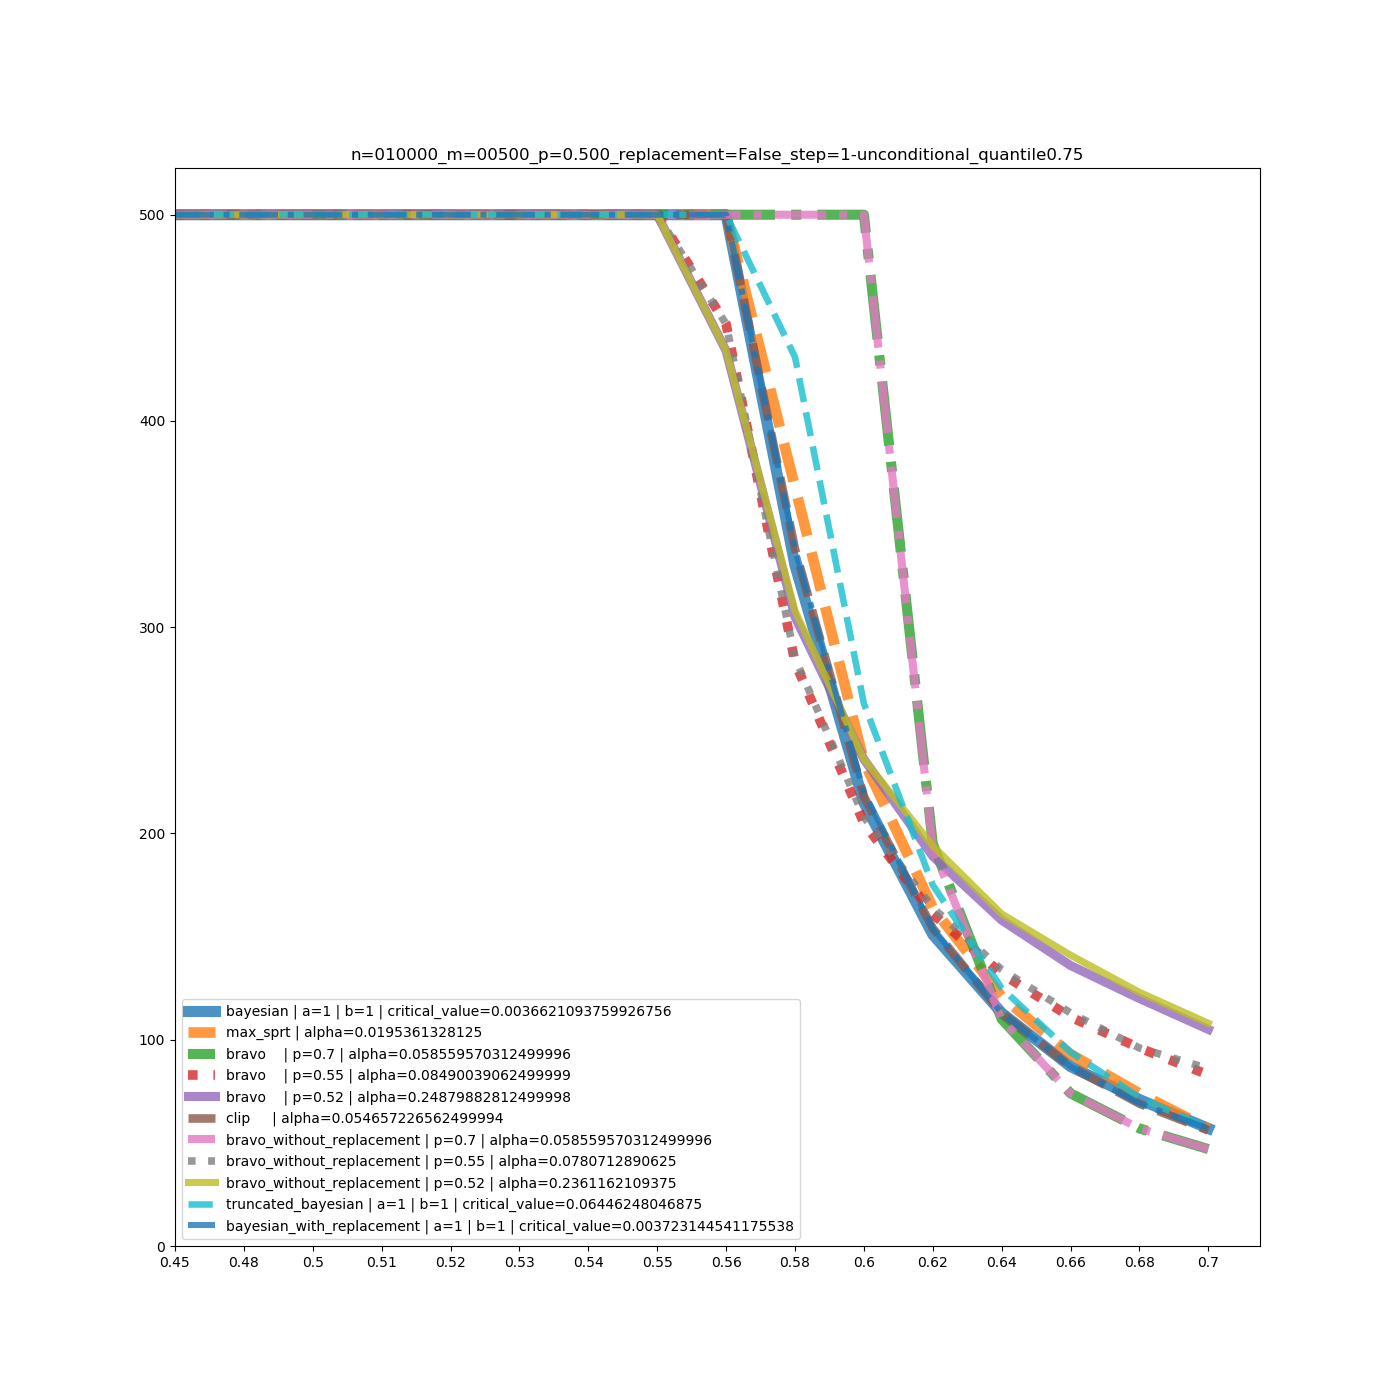 n=010000_m=00500_p=0.500_replacement=False_step=1-unconditional_quantile0.75
500
400
300
200
100
0
bayesian | a=1 | b=1 | critical_value=0.0036621093759926756
max_sprt | alpha=0.0195361328125
bravo    | p=0.7 | alpha=0.058559570312499996
bravo    | p=0.55 | alpha=0.08490039062499999
bravo    | p=0.52 | alpha=0.24879882812499998
clip     | alpha=0.054657226562499994
bravo_without_replacement | p=0.7 | alpha=0.058559570312499996
bravo_without_replacement | p=0.55 | alpha=0.0780712890625
bravo_without_replacement | p=0.52 | alpha=0.2361162109375
truncated_bayesian | a=1 | b=1 | critical_value=0.06446248046875
bayesian_with_replacement | a=1 | b=1 | critical_value=0.003723144541175538
0.45 0.48 0.5 0.51 0.52 0.53 0.54 0.55 0.56 0.58 0.6 0.62 0.64 0.66 0.68 0.7